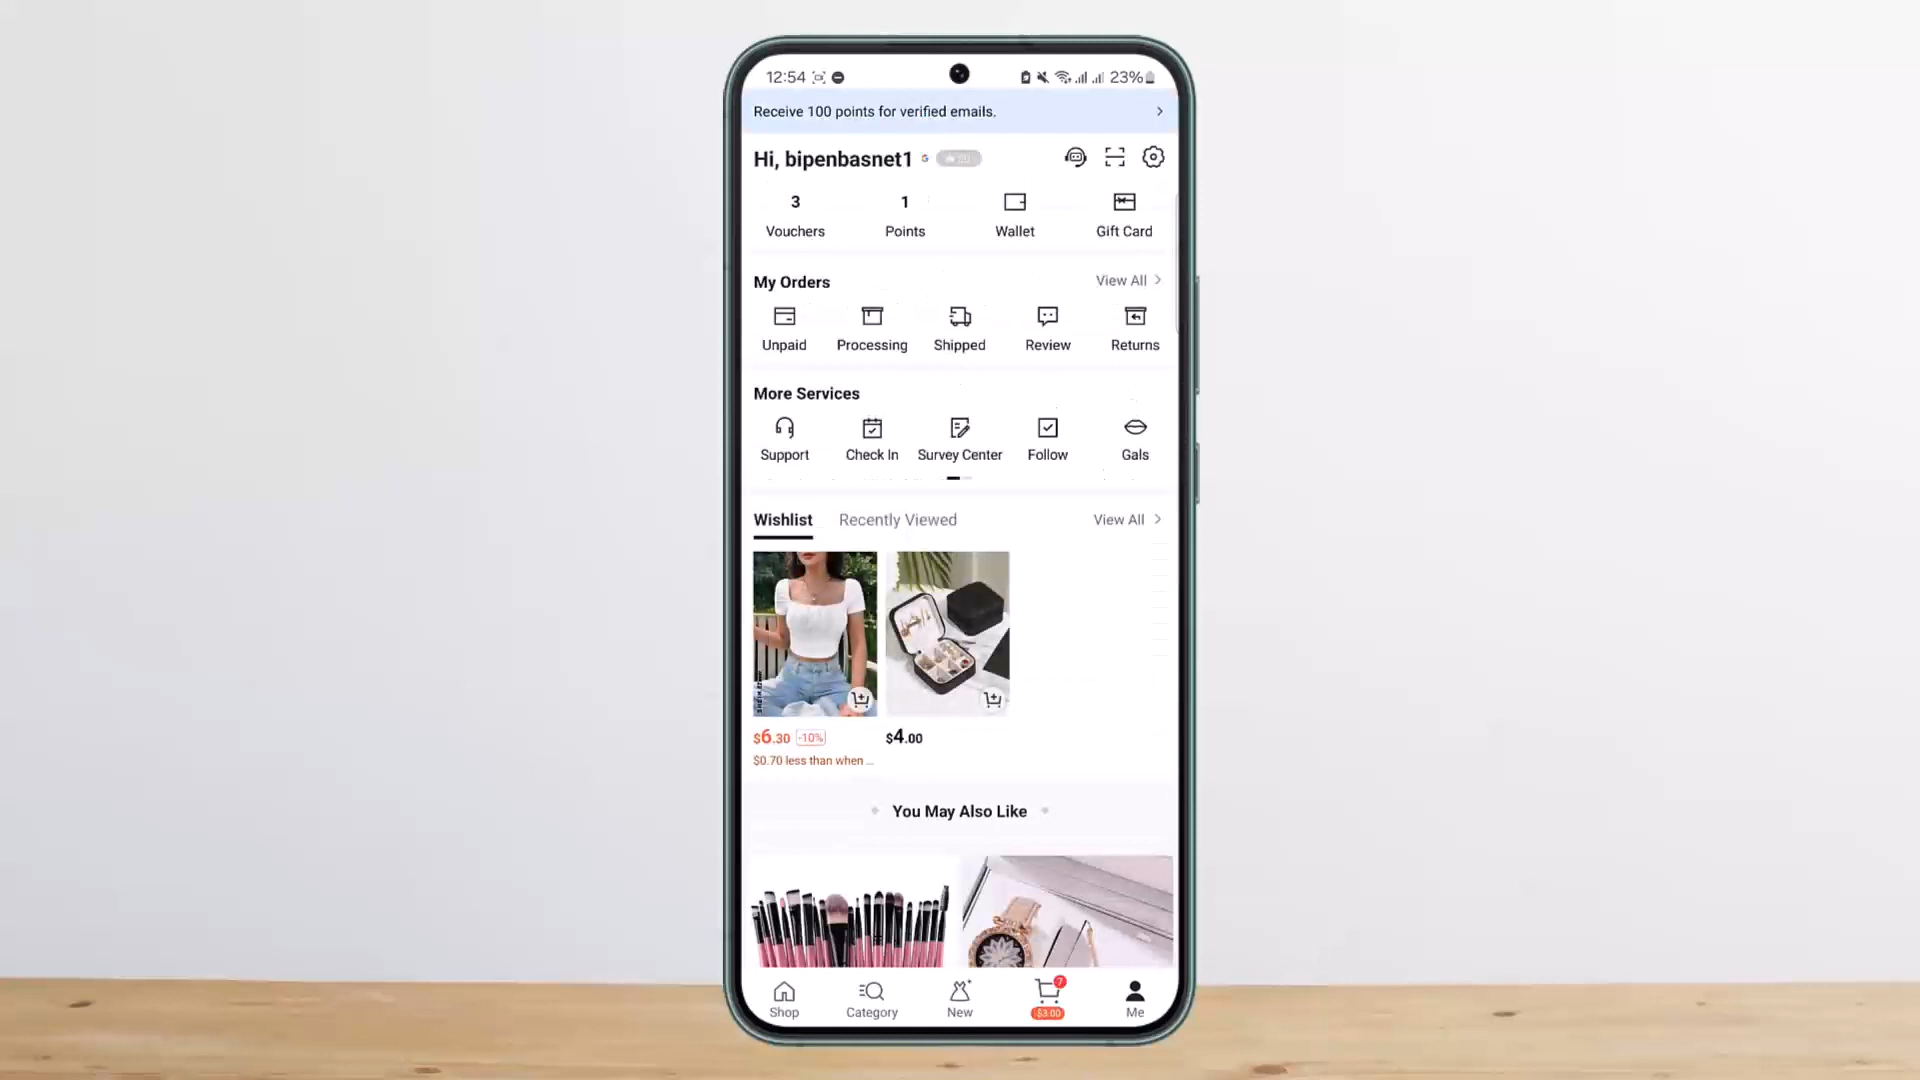 12:54 23%
Receive 100 points for verified emails.
Hi, bipenbasnet1
3 1
Vouchers Points Wallet Gift Card
My Orders View All
Unpaid Processing Shipped Review Returns
More Services
Support Check In Survey Center Follow Gals
Wishlist Recently Viewed View All
$6.30 -10% $4.00
$0.70 less than when ...
You May Also Like
7
$3.00
Shop Category New Me